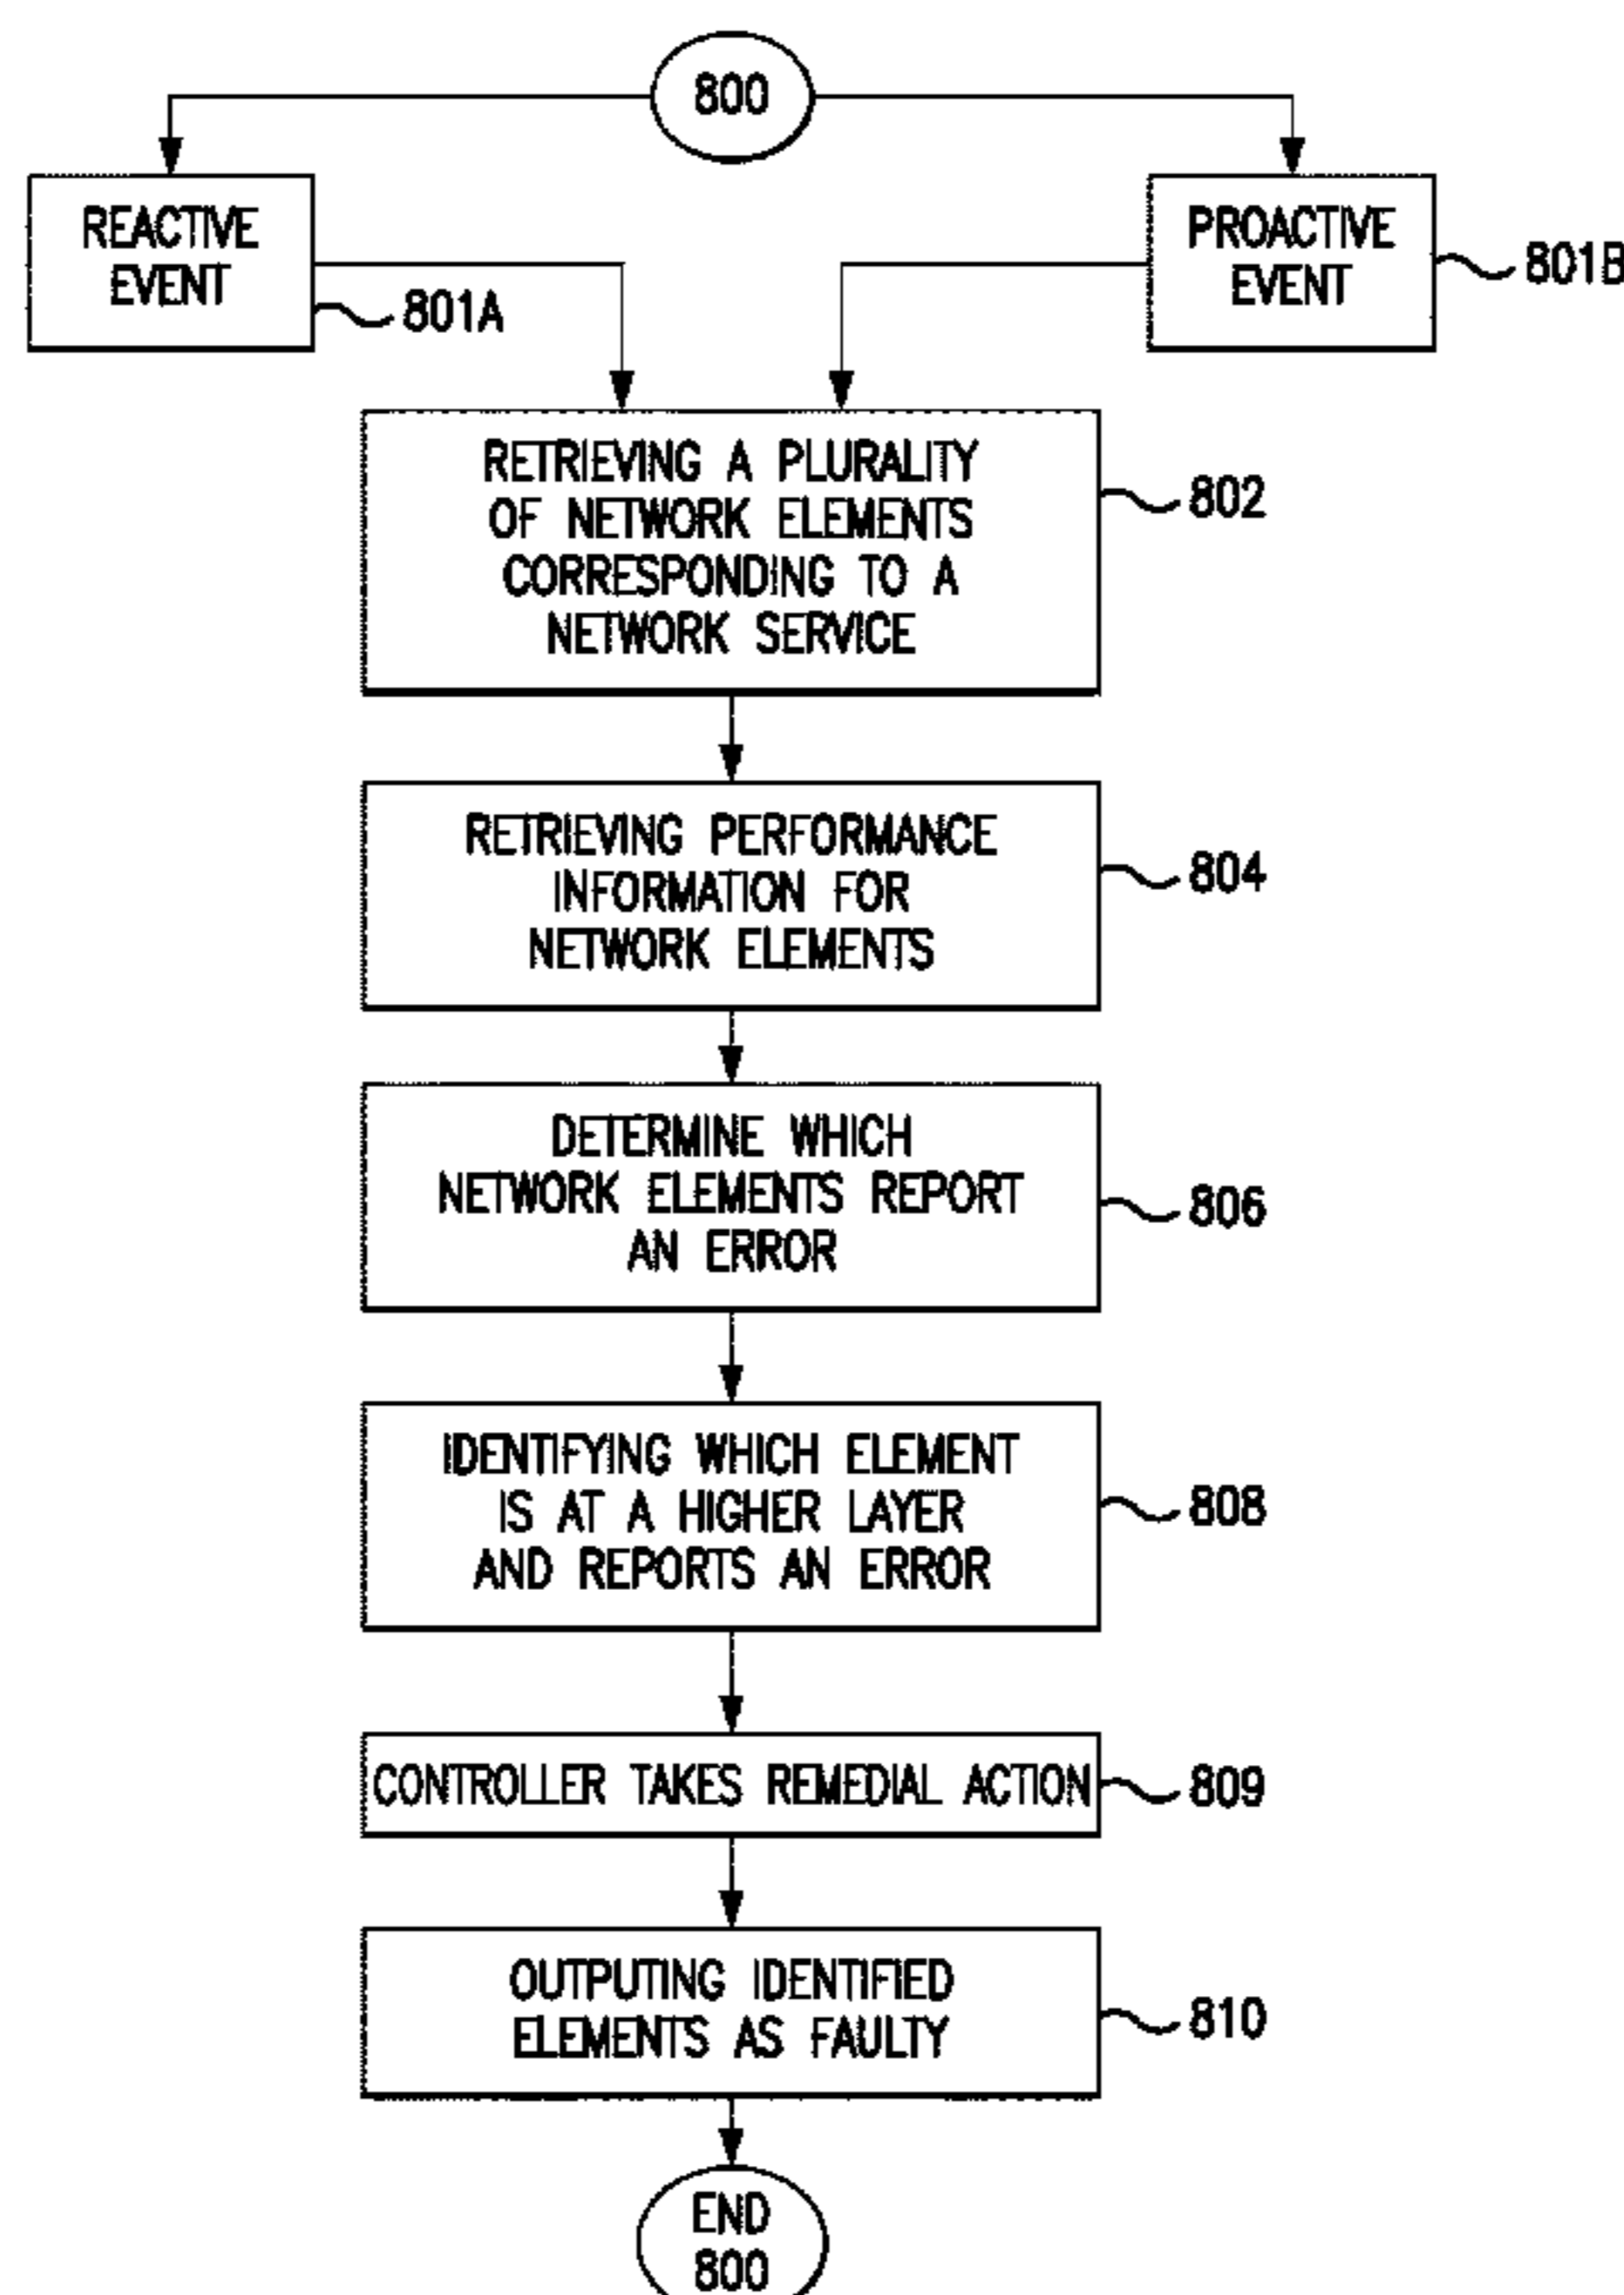 800
REACTIVE
EVENT
801A
PROACTIVE
EVENT
801B
RETRIEVING A PLURALITY
OF NETWORK ELEMENTS
CORRESPONDING TO A
NETWORK SERVICE
802
RETRIEVING PERFORMANCE
INFORMATION FOR
NETWORK ELEMENTS
804
DETERMINE WHICH
NETWORK ELEMENTS REPORT
AN ERROR
806
IDENTIFYING WHICH ELEMENT
IS AT A HIGHER LAYER
AND REPORTS AN ERROR
808
CONTROLLER TAKES REMEDIAL ACTION
809
OUTPUTING IDENTIFIED
ELEMENTS AS FAULTY
810
END
800